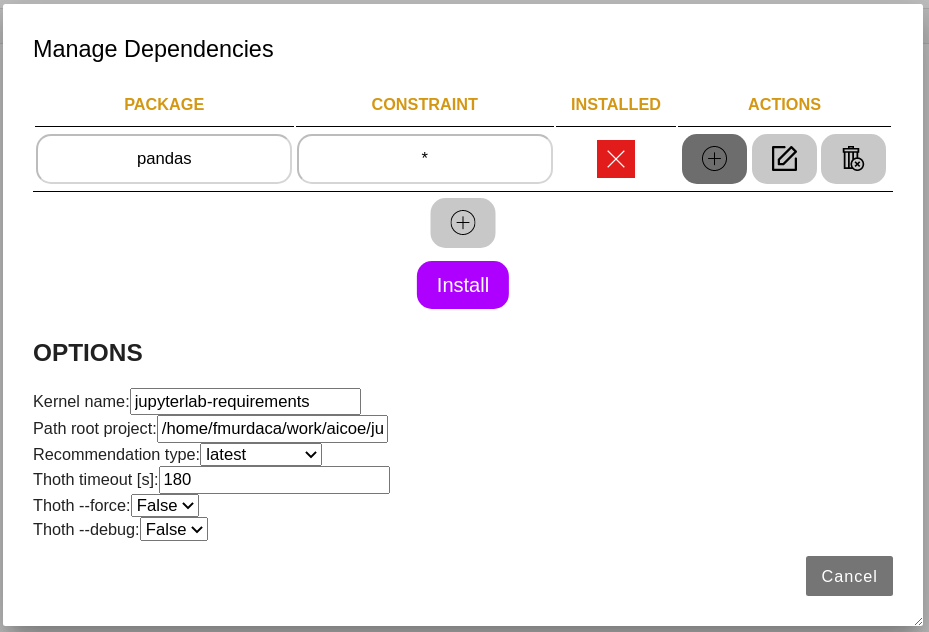 Manage Dependencies
PACKAGE CONSTRAINT INSTALLED ACTIONS
pandas *
Install
OPTIONS
Kernel name: jupyterlab-requirements
Path root project: /home/fmurdaca/work/aicoe/ju
Recommendation type: latest
Thoth timeout [s]: 180
Thoth --force: False
Thoth --debug: False
Cancel